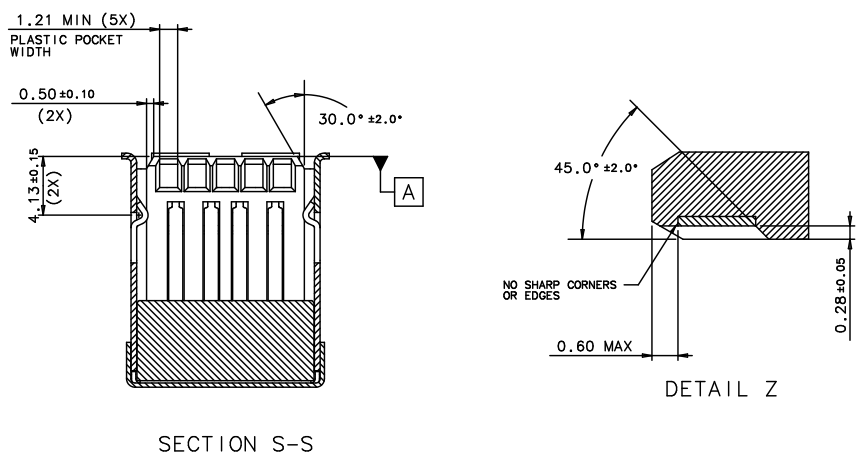 1.21 MIN (5X)
PLASTIC POCKET
WIDTH
0.50±0.10
(2X)
30.0° ±2.0°
4.13±0.15
(2X)
A
SECTION S-S
45.0° ±2.0°
NO SHARP CORNERS
OR EDGES
0.60 MAX
0.28±0.05
DETAIL Z